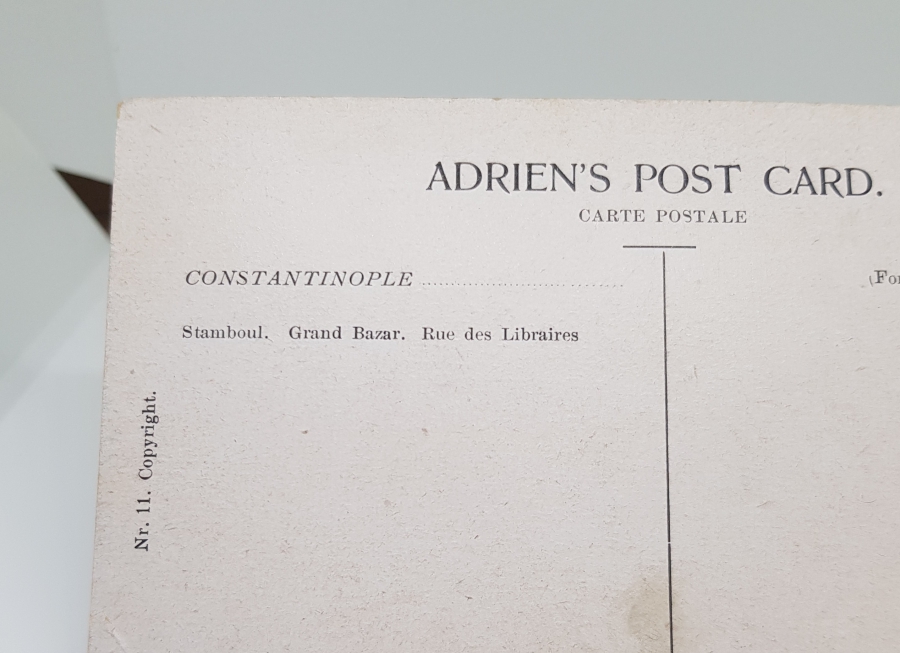 ADRIEN'S POST CARD.
CARTE POSTALE
CONSTANTINOPLE
Stamboul. Grand Bazar. Rue des Libraires
Nr. 11. Copyright.